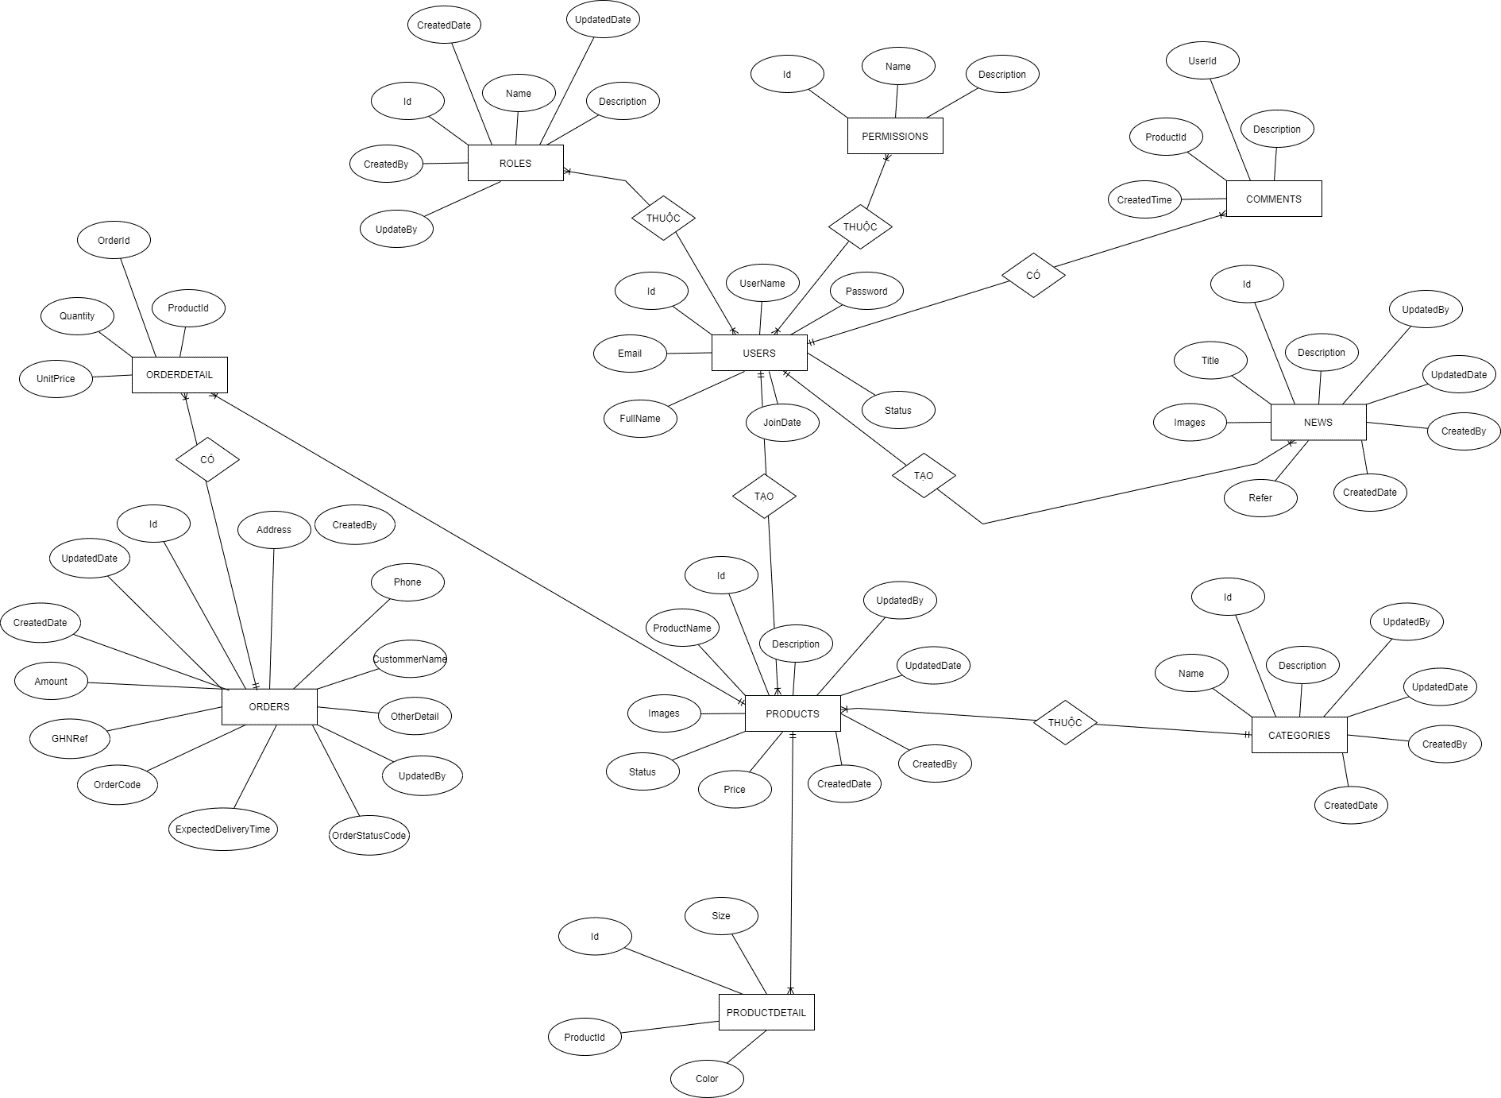 CreatedDate
UpdatedDate
Id
Name
Description
CreatedBy
ROLES
UpdateBy
THUỘC
Id
Name
Description
PERMISSIONS
THUỘC
UserId
ProductId
Description
CreatedTime
COMMENTS
CÓ
OrderId
Quantity
ProductId
UnitPrice
ORDERDETAIL
CÓ
Id
UserName
Password
Email
USERS
FullName
JoinDate
Status
TẠO
TẠO
Id
UpdatedBy
Title
Description
UpdatedDate
Images
NEWS
CreatedBy
Refer
CreatedDate
Id
Address
CreatedBy
UpdatedDate
Phone
CreatedDate
CustommerName
Amount
ORDERS
OtherDetail
GHNRef
OrderCode
UpdatedBy
ExpectedDeliveryTime
OrderStatusCode
Id
UpdatedBy
ProductName
Description
UpdatedDate
Images
PRODUCTS
Status
Price
CreatedDate
CreatedBy
THUỘC
Id
UpdatedBy
Name
Description
UpdatedDate
CATEGORIES
CreatedBy
CreatedDate
Size
Id
PRODUCTDETAIL
ProductId
Color